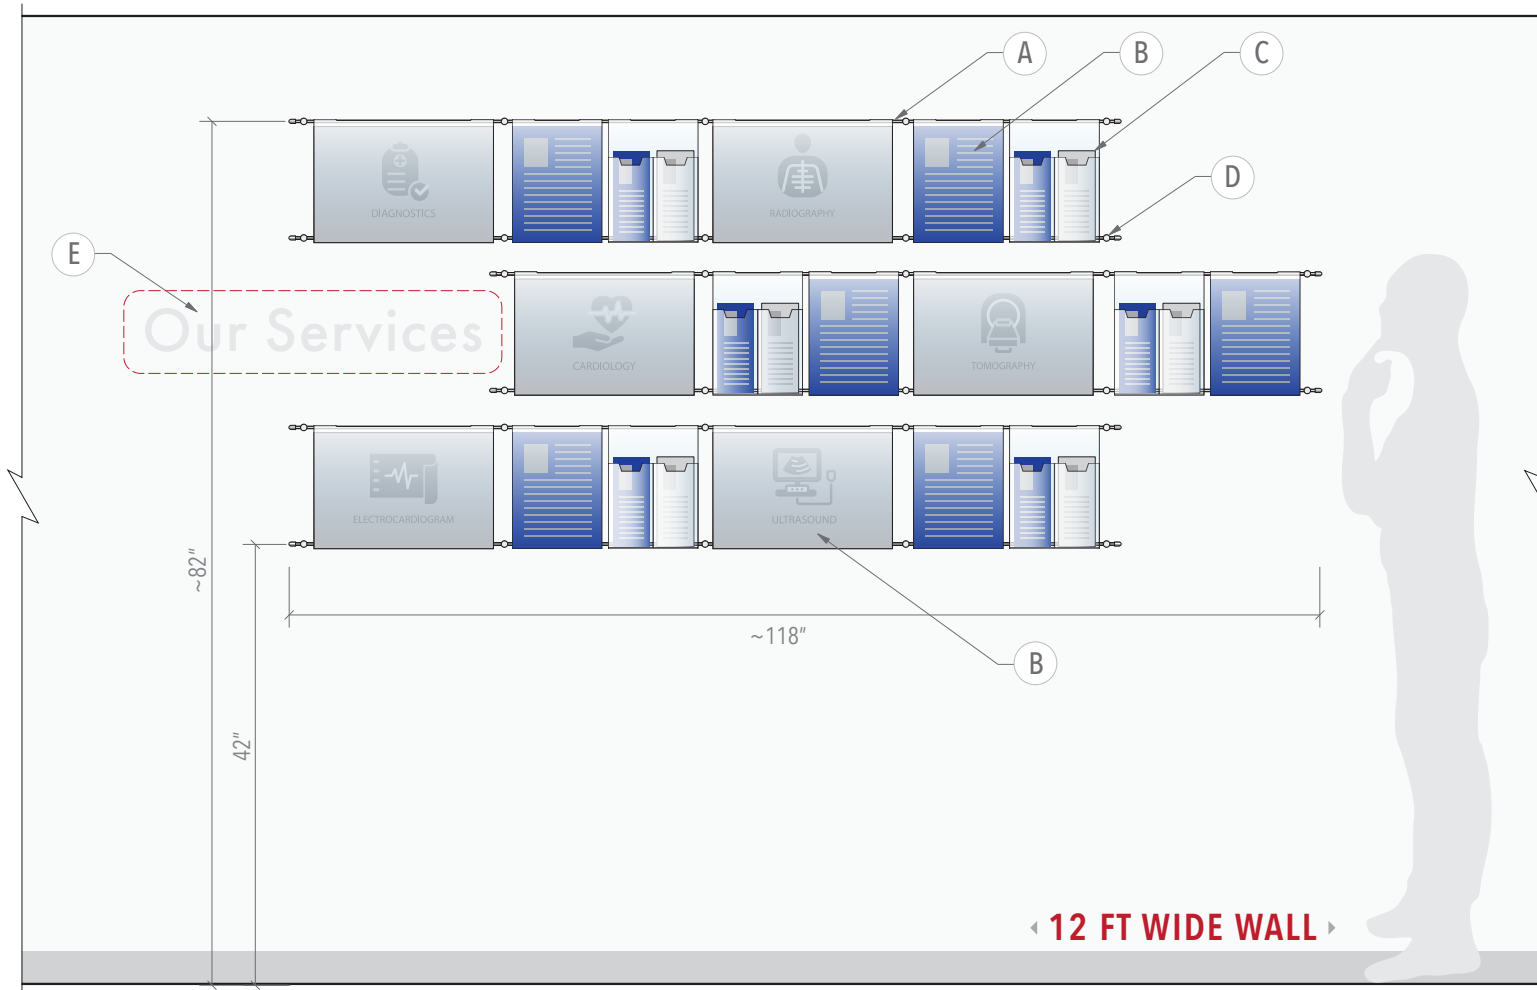 A
B
C
D
E
DIAGNOSTICS
RADIOGRAPHY
Our Services
CARDIOLOGY
TOMOGRAPHY
ELECTROCARDIOGRAM
ULTRASOUND
~82"
42"
~118"
B
12 FT WIDE WALL